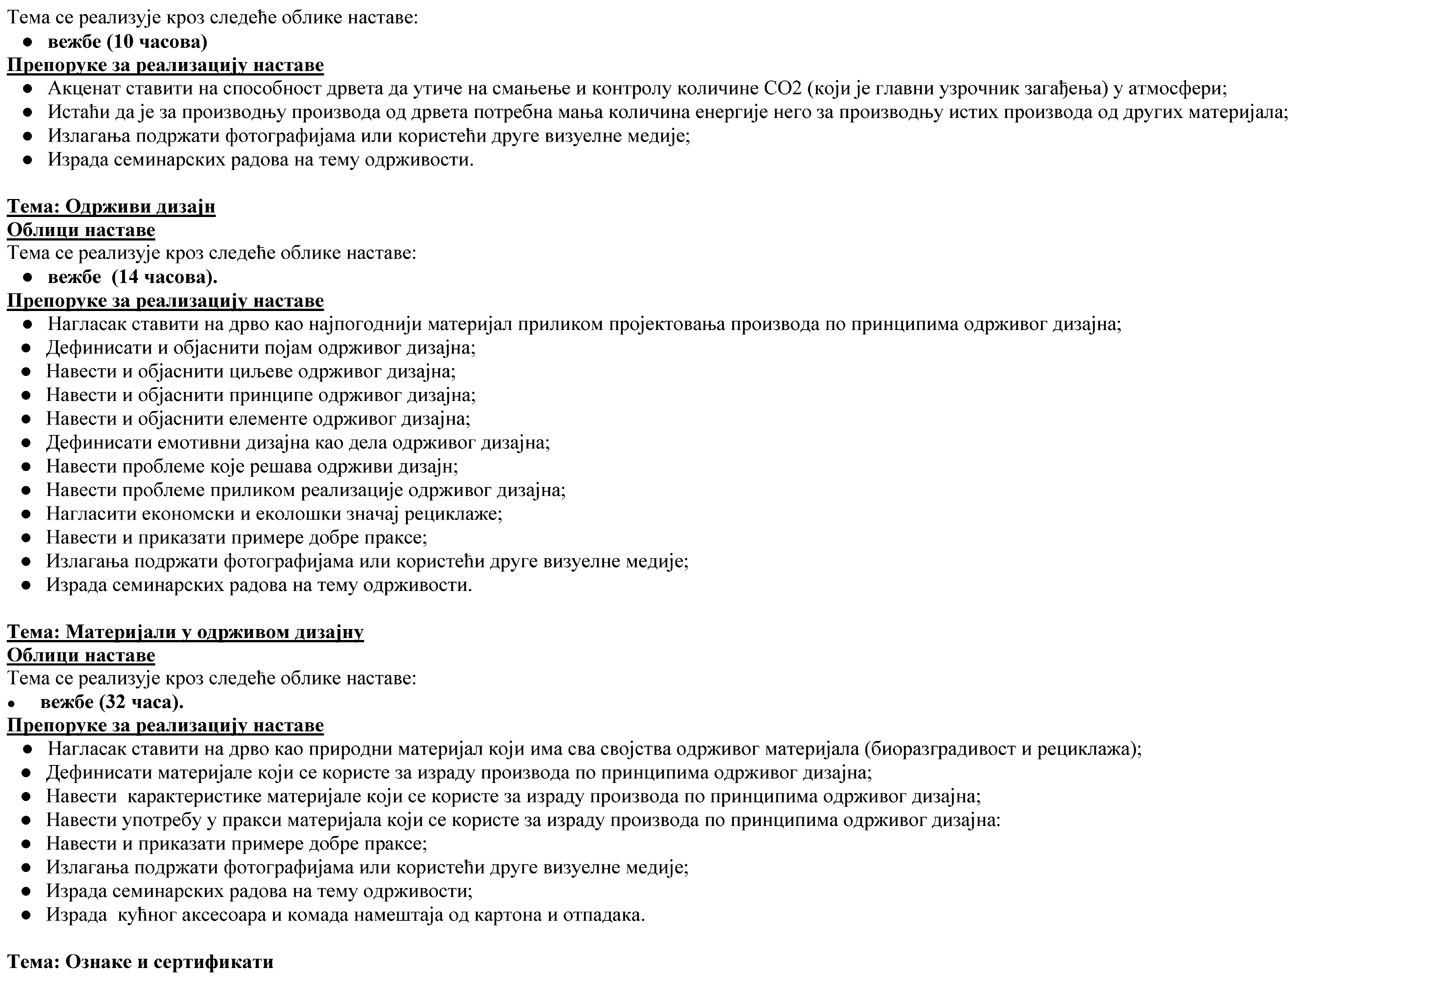 Тема се реализује кроз следеће облике наставе:
● вежбе (10 часова)
Препоруке за реализацију наставе
● Акценат ставити на способност дрвета да утиче на смањење и контролу количине CO2 (који је главни узрочник загађења) у атмосфери;
● Истаћи да је за производњу производа од дрвета потребна мања количина енергије него за производњу истих производа од других материјала;
● Излагања подржати фотографијама или користећи друге визуелне медије;
● Израда семинарских радова на тему одрживости.
Тема: Одрживи дизајн
Облици наставе
Тема се реализује кроз следеће облике наставе:
● вежбе (14 часова).
Препоруке за реализацију наставе
● Нагласак ставити на дрво као најпогоднији материјал приликом пројектовања производа по принципима одрживог дизајна;
● Дефинисати и објаснити појам одрживог дизајна;
● Навести и објаснити циљеве одрживог дизајна;
● Навести и објаснити принципе одрживог дизајна;
● Навести и објаснити елементе одрживог дизајна;
● Дефинисати емотивни дизајна као дела одрживог дизајна;
● Навести проблеме које решава одрживи дизајн;
● Навести проблеме приликом реализације одрживог дизајна;
● Нагласити економски и еколошки значај рециклаже;
● Навести и приказати примере добре праксе;
● Излагања подржати фотографијама или користећи друге визуелне медије;
● Израда семинарских радова на тему одрживости.
Тема: Материјали у одрживом дизајну
Облици наставе
Тема се реализује кроз следеће облике наставе:
● вежбе (32 часа).
Препоруке за реализацију наставе
● Нагласак ставити на дрво као природни материјал који има сва својства одрживог материјала (биоразградивост и рециклажа);
● Дефинисати материјале који се користе за израду производа по принципима одрживог дизајна;
● Навести карактеристике материјале који се користе за израду производа по принципима одрживог дизајна;
● Навести употребу у пракси материјала који се користе за израду производа по принципима одрживог дизајна:
● Навести и приказати примере добре праксе;
● Излагања подржати фотографијама или користећи друге визуелне медије;
● Израда семинарских радова на тему одрживости;
● Израда кућног аксесоара и комада намештаја од картона и отпадака.
Тема: Ознаке и сертификати